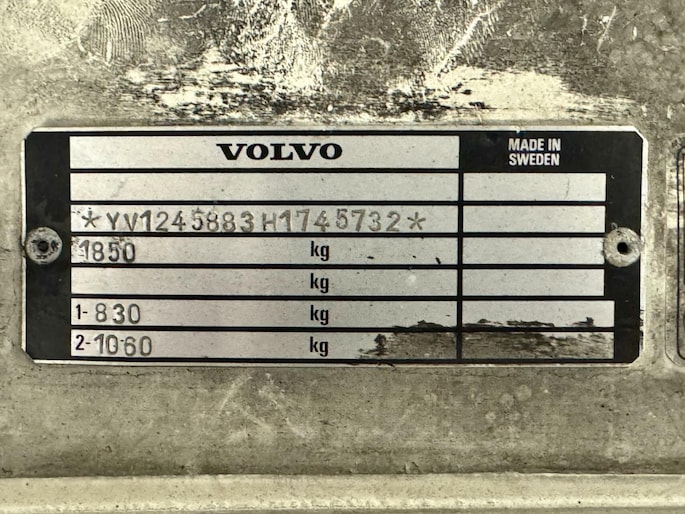 VOLVO
MADE IN
SWEDEN
*YV1245883H1745732*
1850 kg
kg
1-830 kg
2-1060 kg